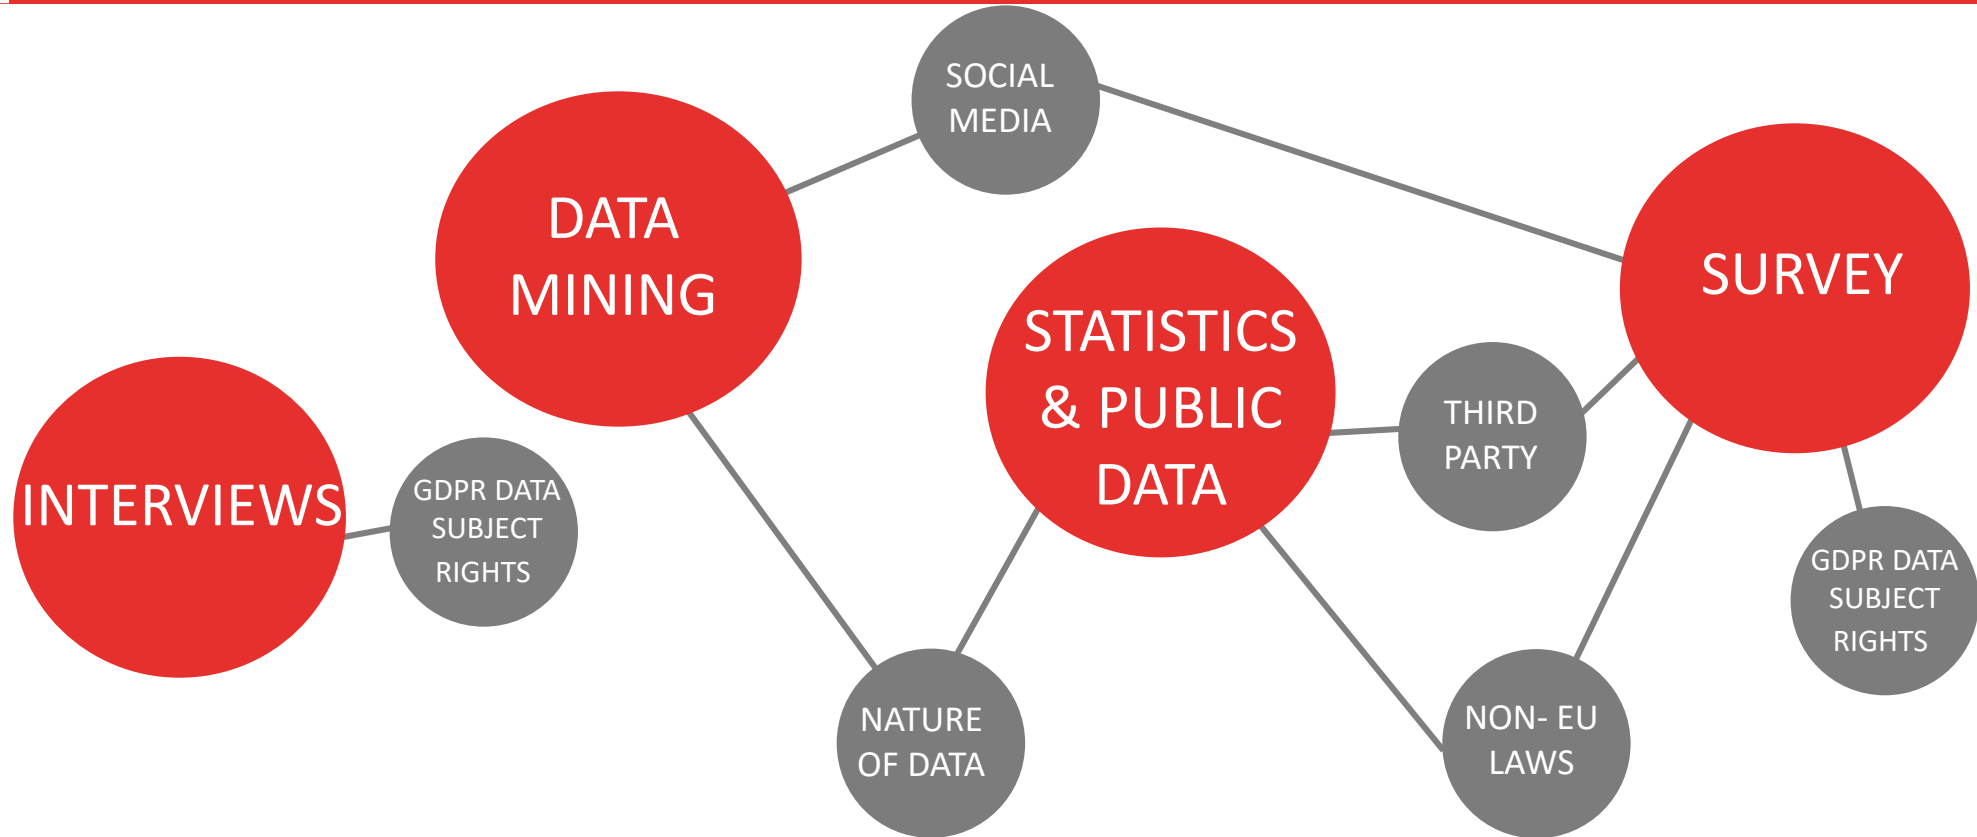 SOCIAL
MEDIA
DATA
MINING
SURVEY
STATISTICS
& PUBLIC
DATA
THIRD
PARTY
INTERVIEWS
GDPR DATA
SUBJECT
RIGHTS
GDPR DATA
SUBJECT
RIGHTS
NATURE
OF DATA
NON- EU
LAWS